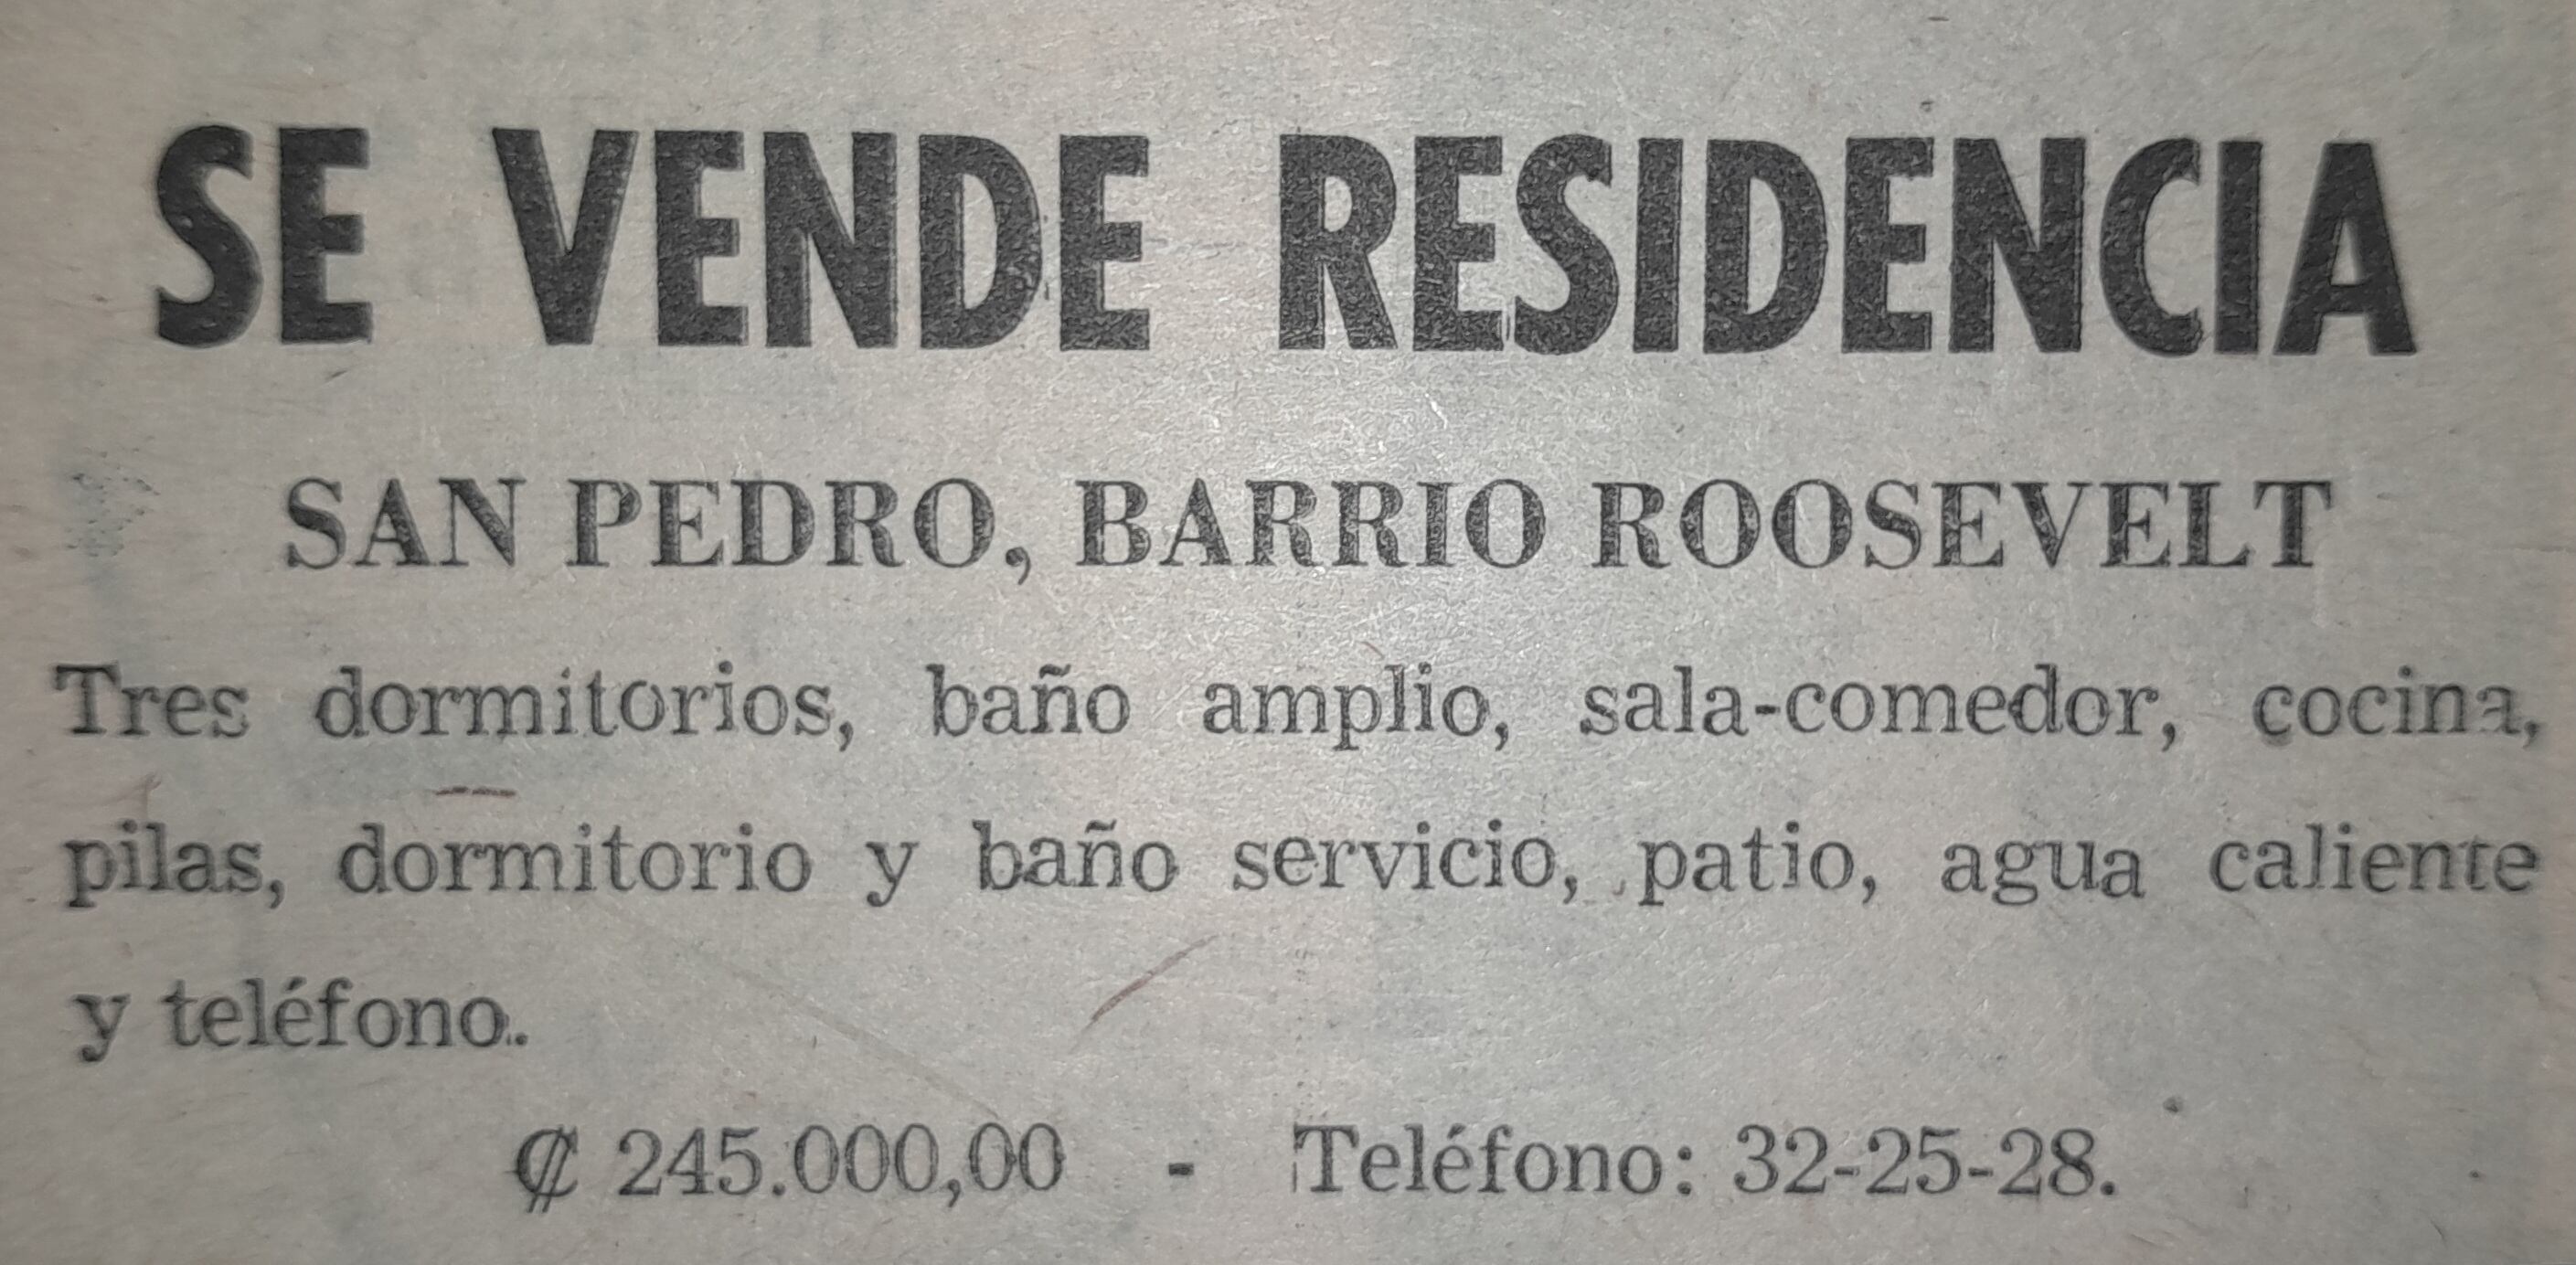 SE VENDE RESIDENCIA
SAN PEDRO, BARRIO ROOSEVELT
Tres dormitorios, baño amplio, sala-comedor, cocina,
pilas, dormitorio y baño servicio, patio, agua caliente
y teléfono.
₡ 245.000,00 - Teléfono: 32-25-28.